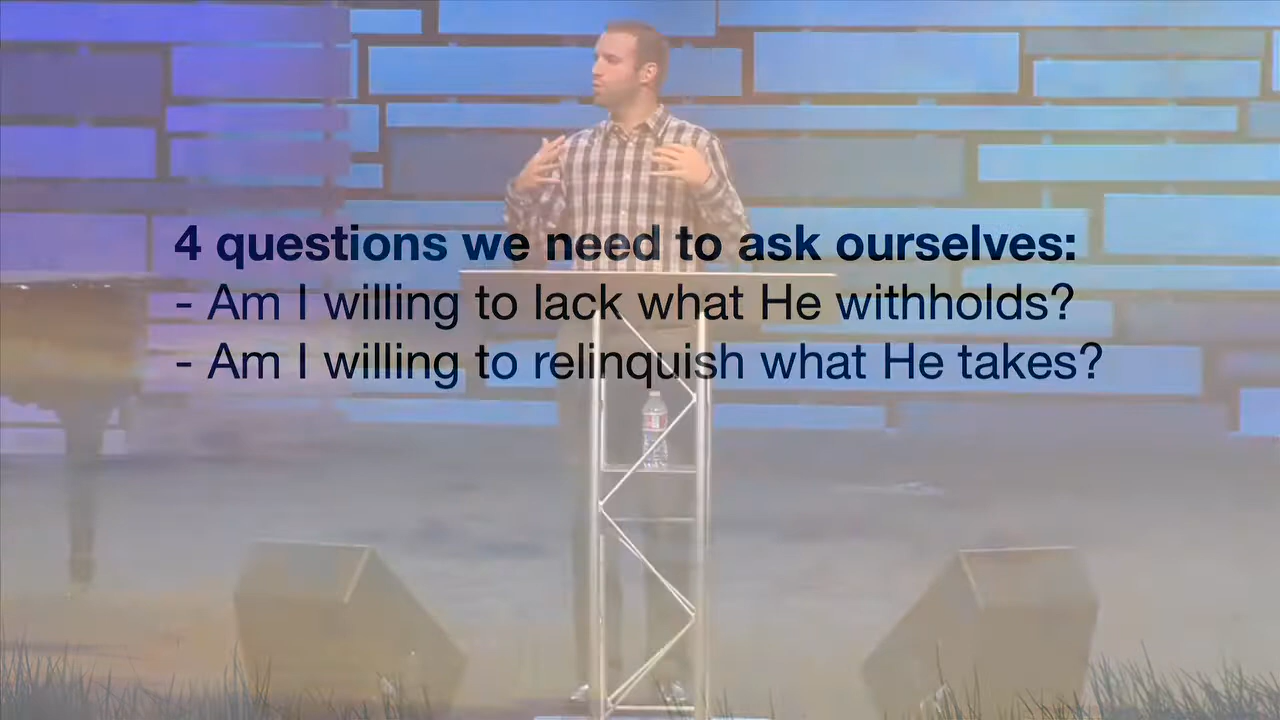 4 questions we need to ask ourselves:
- Am I willing to lack what He withholds?
- Am I willing to relinquish what He takes?